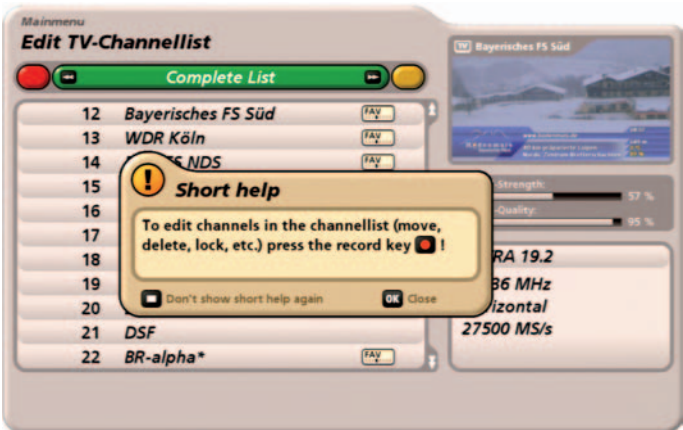 Mainmenu
Edit TV-Channellist
Complete List
12 Bayerisches FS Süd FAV
13 WDR Köln FAV
14 NDS FAV
15
16
17
18
19
20
21 DSF
22 BR-alpha* FAV
Short help
To edit channels in the channellist (move,
delete, lock, etc.) press the record key !
Don't show short help again
OK Close
TV Bayerisches FS Süd
-Strength:
57 %
-Quality:
95 %
RA 19.2
36 MHz
izontal
27500 MS/s